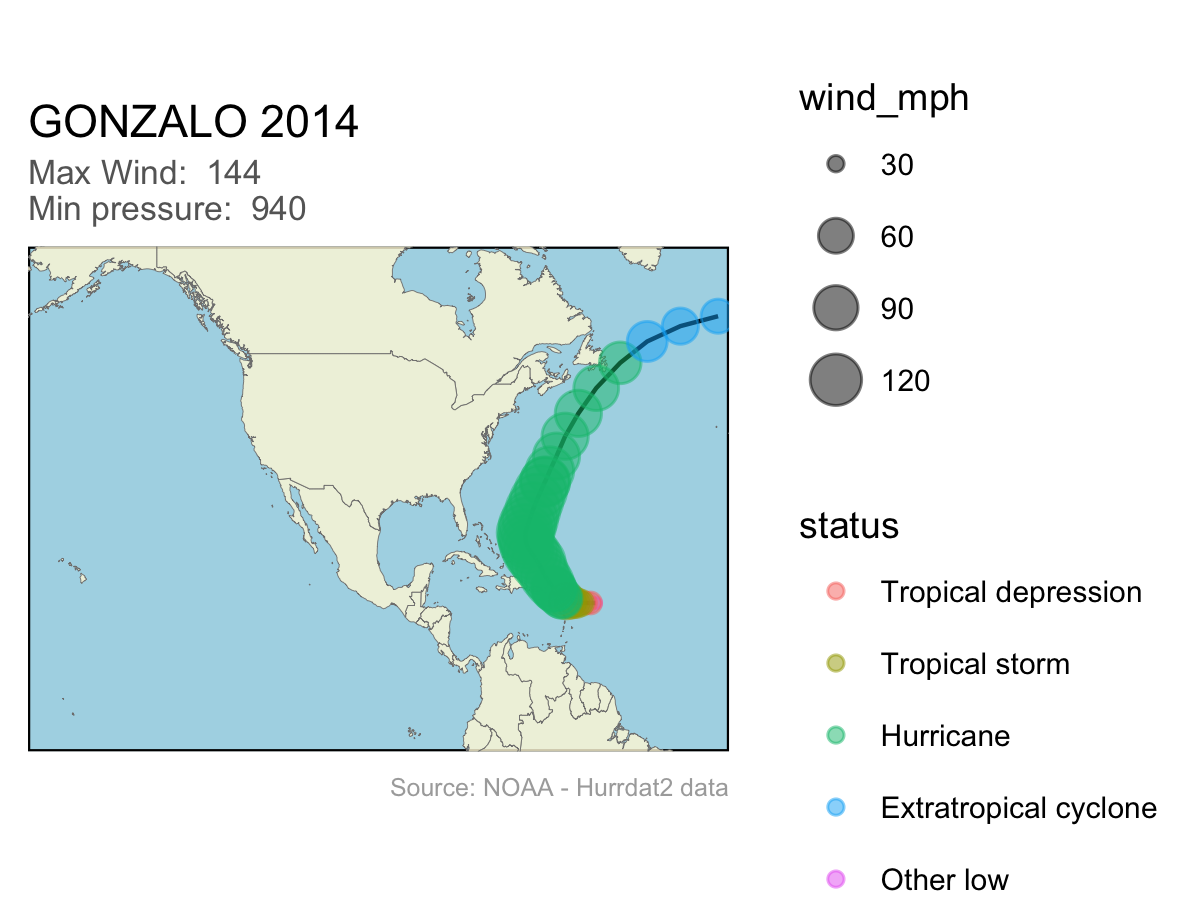 GONZALO 2014
Max Wind:  144
Min pressure:  940
Source: NOAA - Hurrdat2 data
wind_mph
30
60
90
120
status
Tropical depression
Tropical storm
Hurricane
Extratropical cyclone
Other low